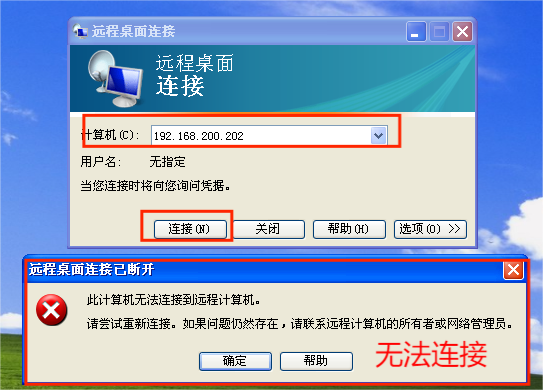 远程桌面连接
远程桌面
连接
计算机(C): 192.168.200.202
用户名: 无指定
当您连接时将向您询问凭据。
连接(N) 关闭 帮助(H) 选项(O) >>
远程桌面连接已断开
此计算机无法连接到远程计算机。
请尝试重新连接。如果问题仍然存在，请联系远程计算机的所有者或网络管理员。
确定 帮助
无法连接